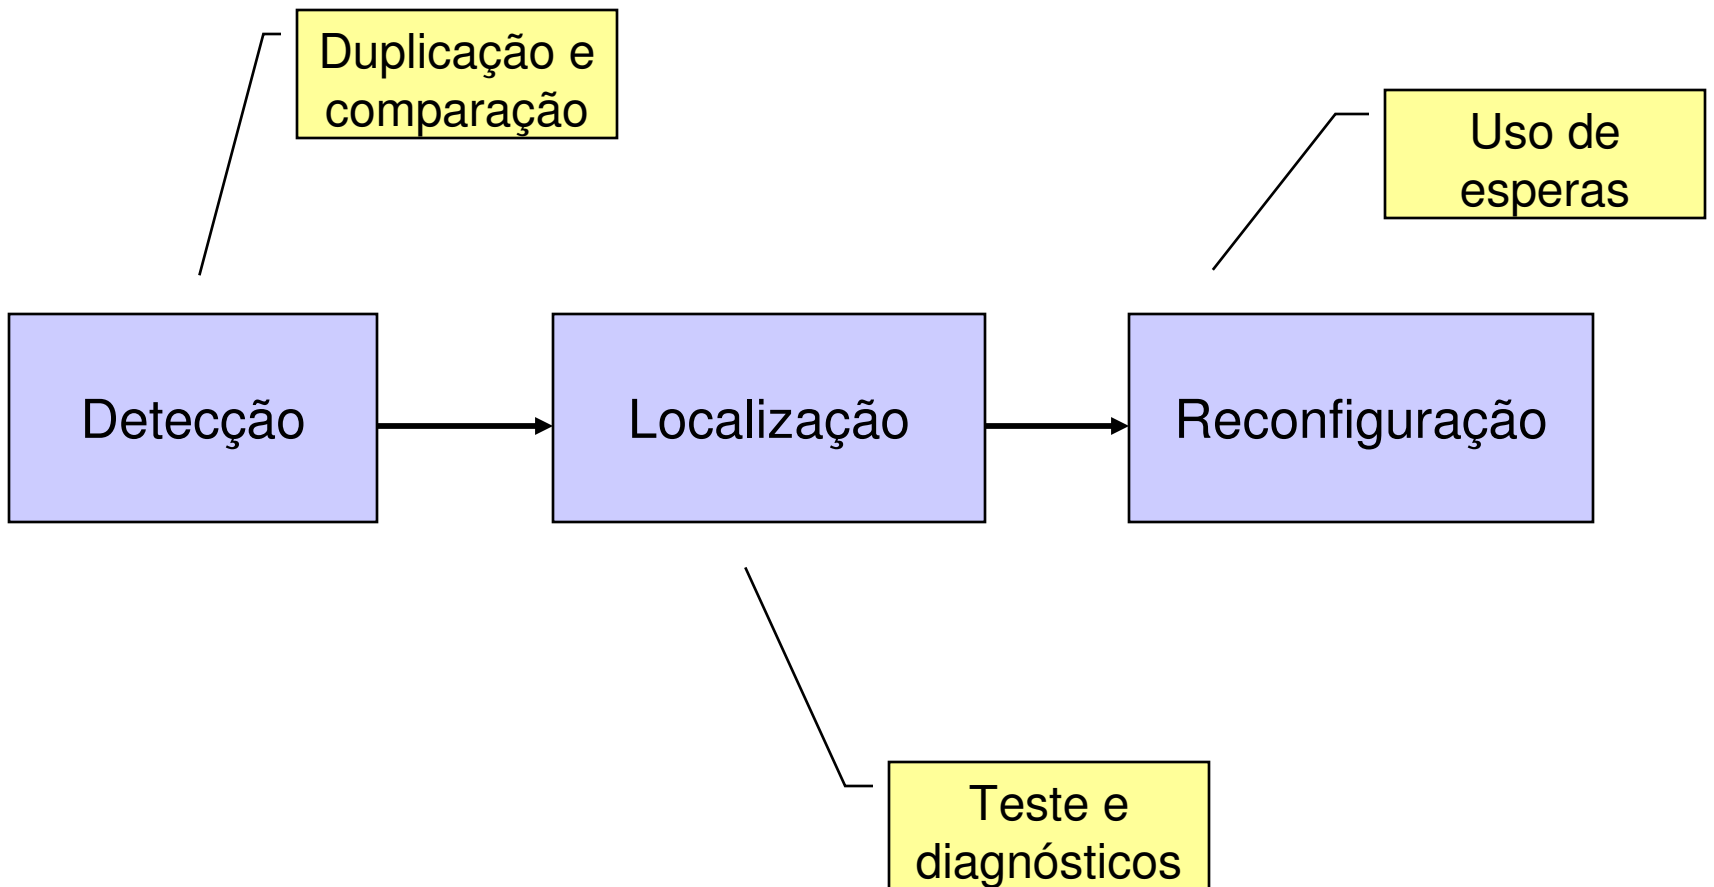 Duplicação e
comparação
Uso de
esperas
Detecção
Localização
Reconfiguração
Teste e
diagnósticos